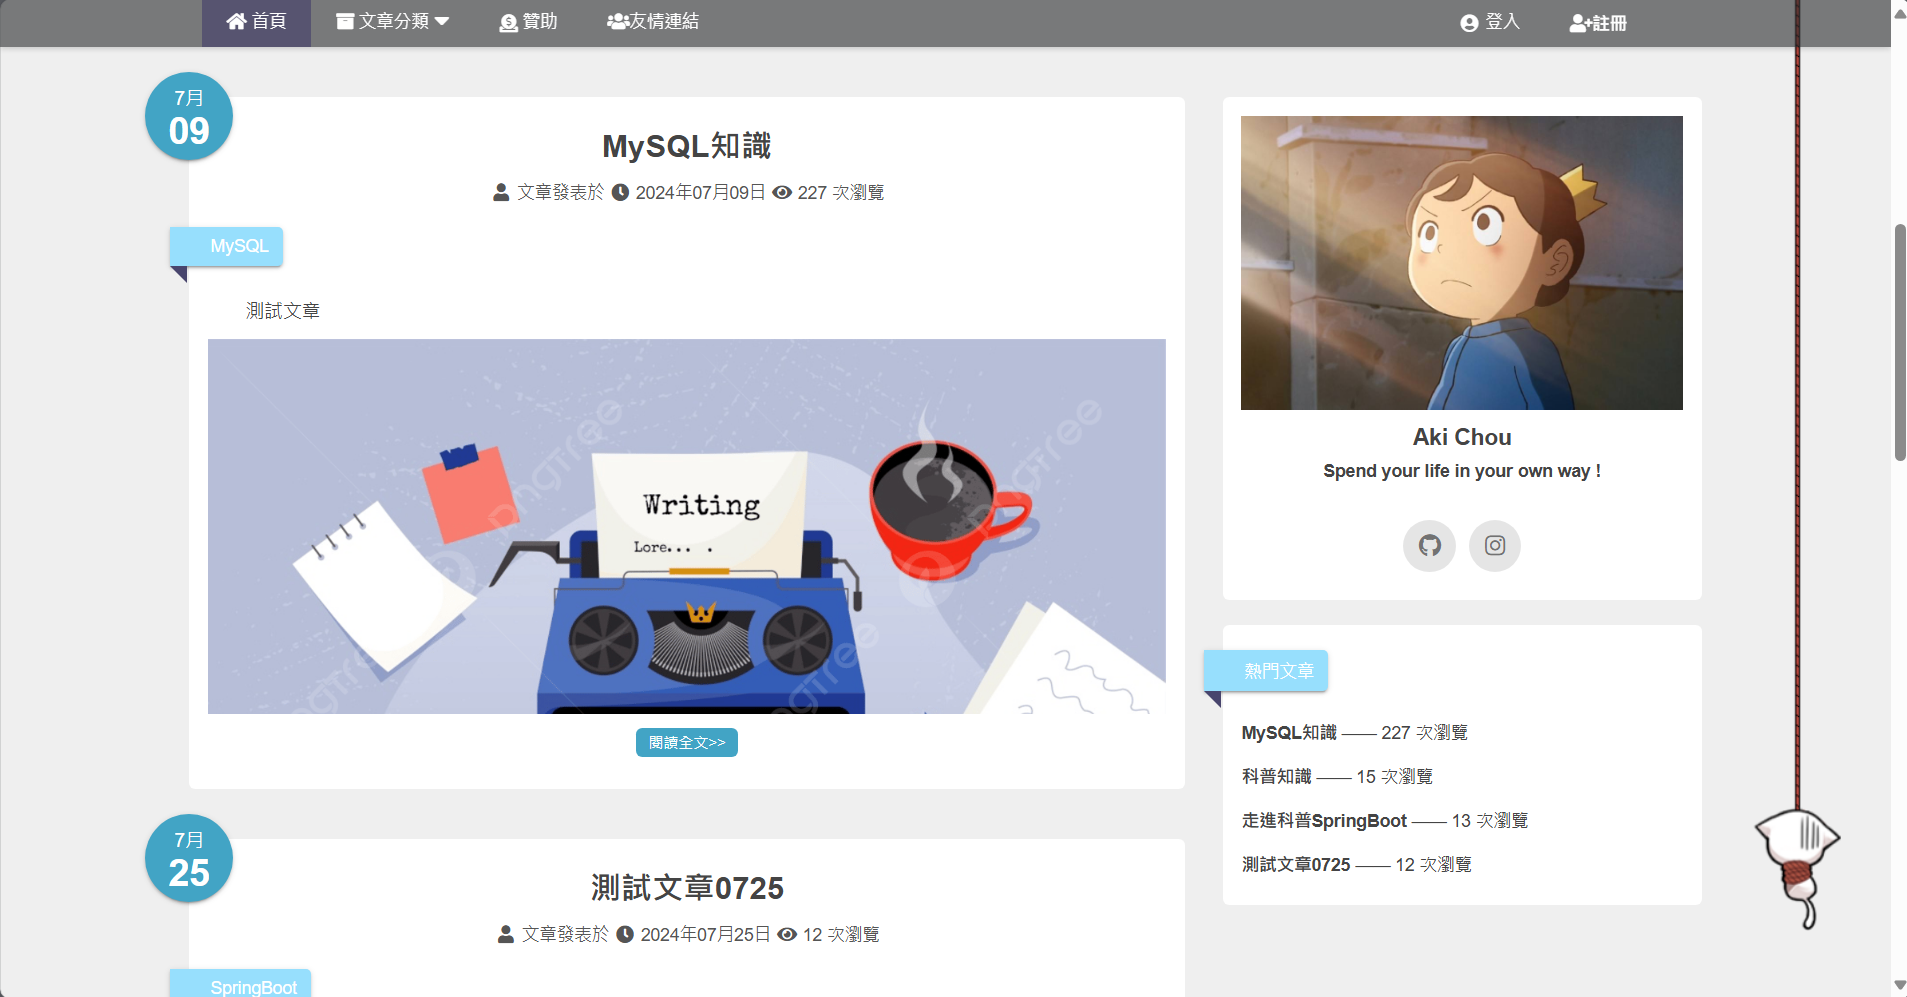 首頁 文章分類 贊助 友情連結 登入 註冊
7月
09
MySQL知識
文章發表於 2024年07月09日 227 次瀏覽
MySQL
測試文章
Writing
Lore... .
pngtree
pngtree
pngtree
pngtree
閱讀全文>>
7月
25
測試文章0725
文章發表於 2024年07月25日 12 次瀏覽
SpringBoot
Aki Chou
Spend your life in your own way !
熱門文章
MySQL知識 —— 227 次瀏覽
科普知識 —— 15 次瀏覽
走進科普SpringBoot —— 13 次瀏覽
測試文章0725 —— 12 次瀏覽